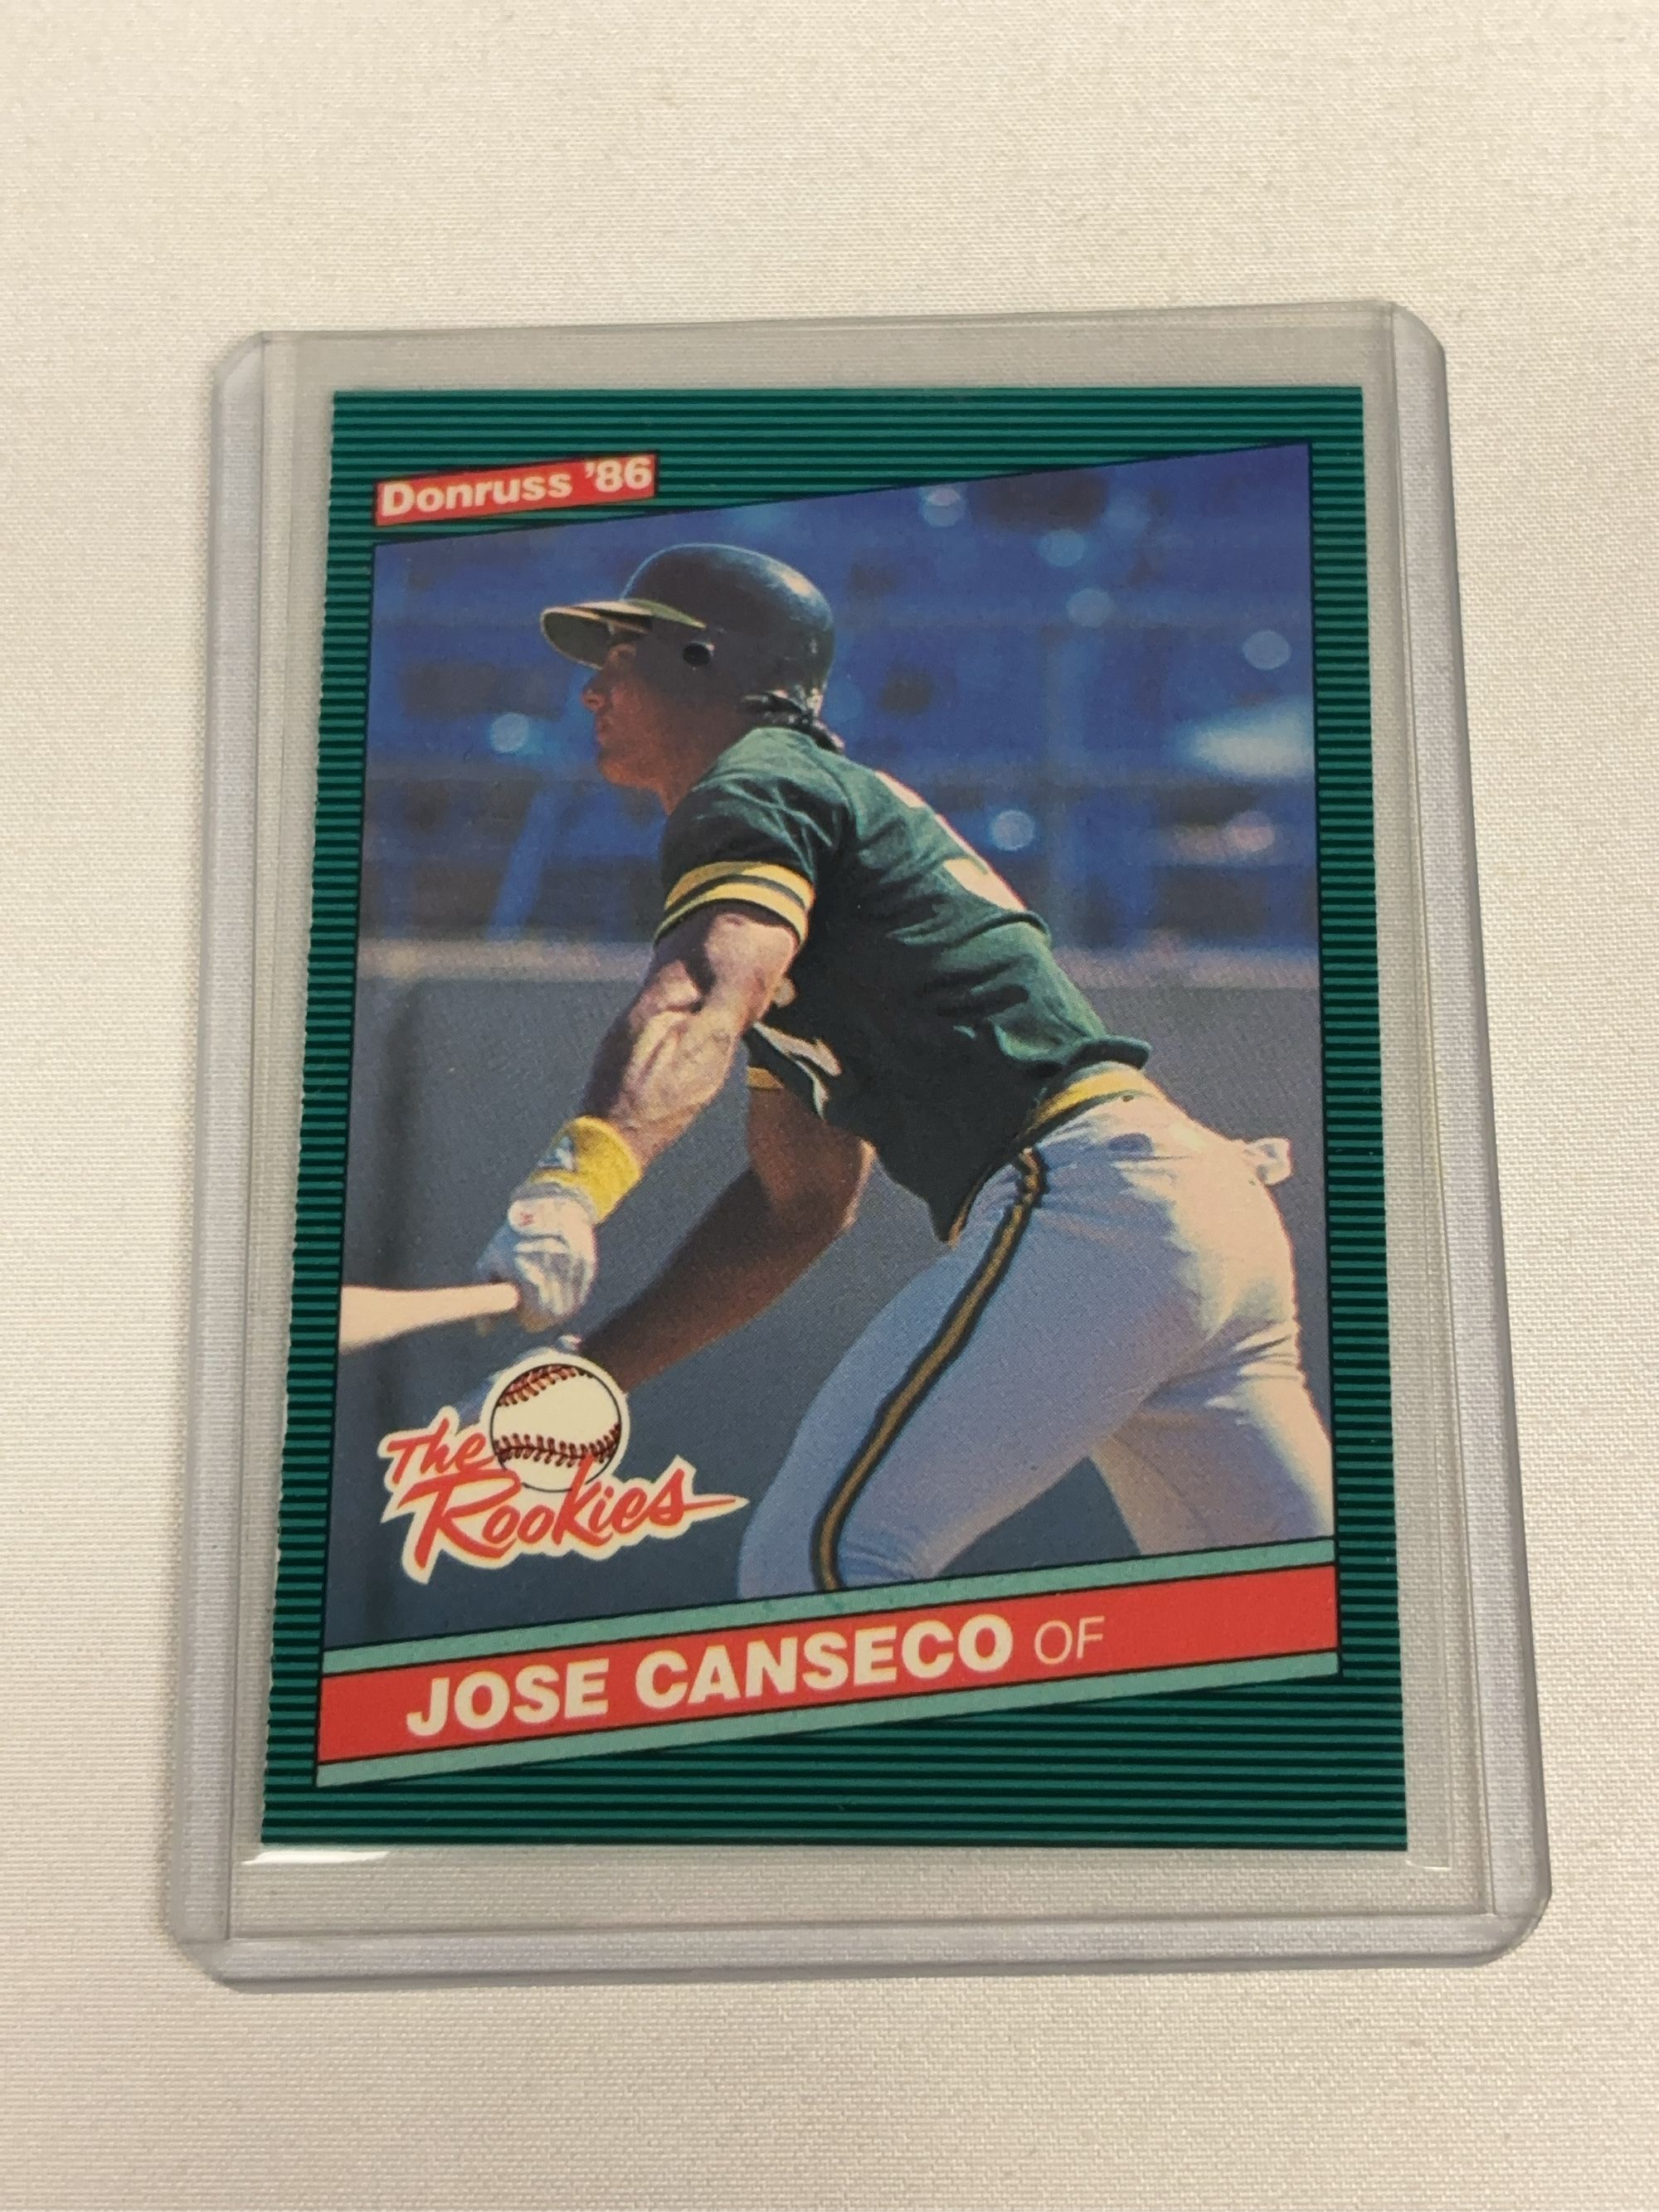 Donruss '86
The
Rookies
JOSE CANSECO OF